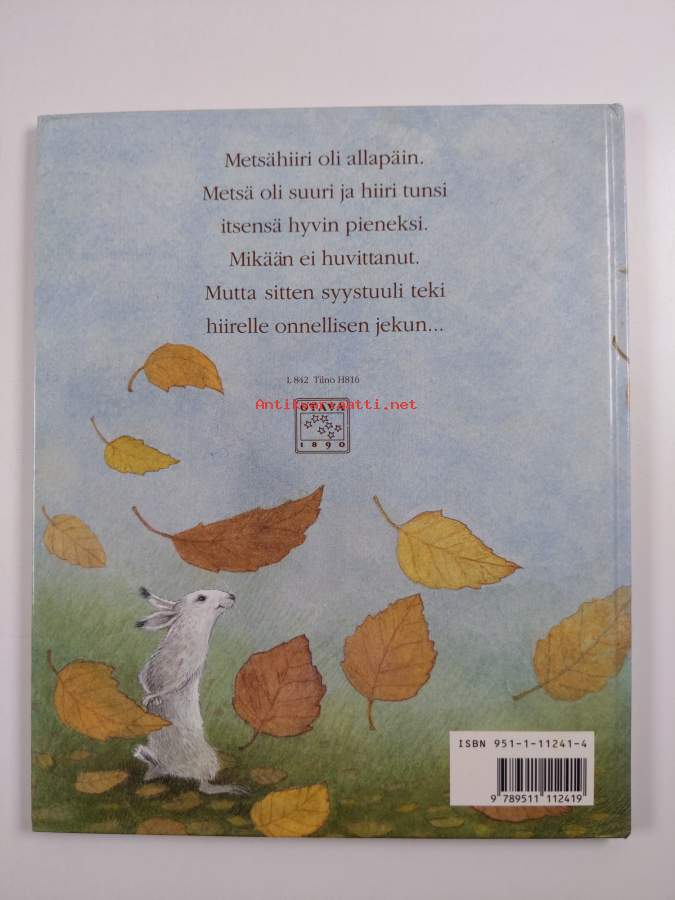 Metsähiiri oli allapäin.
Metsä oli suuri ja hiiri tunsi
itsensä hyvin pieneksi.
Mikään ei huvittanut.
Mutta sitten syystuuli teki
hiirelle onnellisen jekun...
L 842 Tilno H816
Antikvariaatti.net
OTAVA
1890
ISBN 951-1-11241-4
9 789511 112419